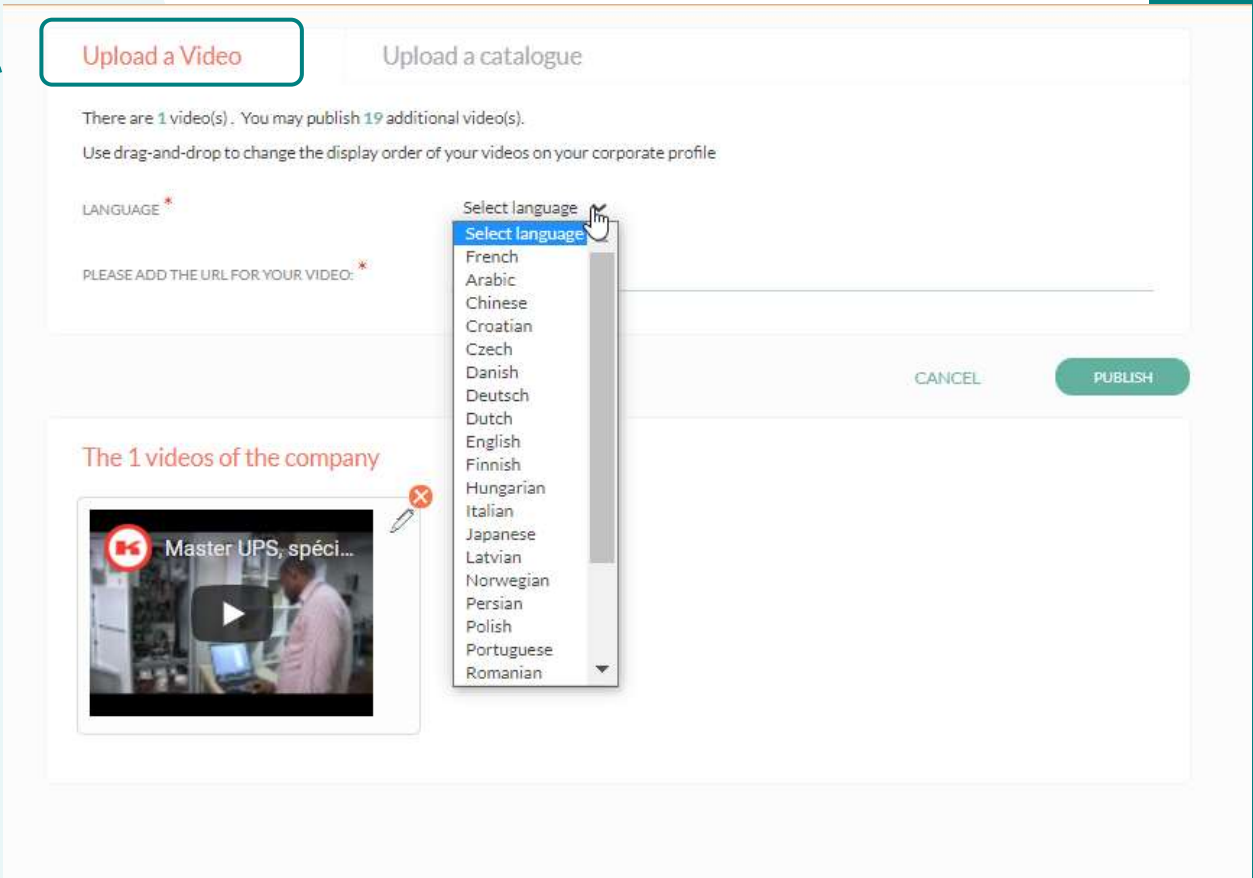 Upload a Video
Upload a catalogue
There are 1 video(s) . You may publish 19 additional video(s).
Use drag-and-drop to change the display order of your videos on your corporate profile
LANGUAGE *
Select language
Select language
French
Arabic
Chinese
Croatian
Czech
Danish
Deutsch
Dutch
English
Finnish
Hungarian
Italian
Japanese
Latvian
Norwegian
Persian
Polish
Portuguese
Romanian
PLEASE ADD THE URL FOR YOUR VIDEO: *
CANCEL
PUBLISH
The 1 videos of the company
K
Master UPS, spéci...